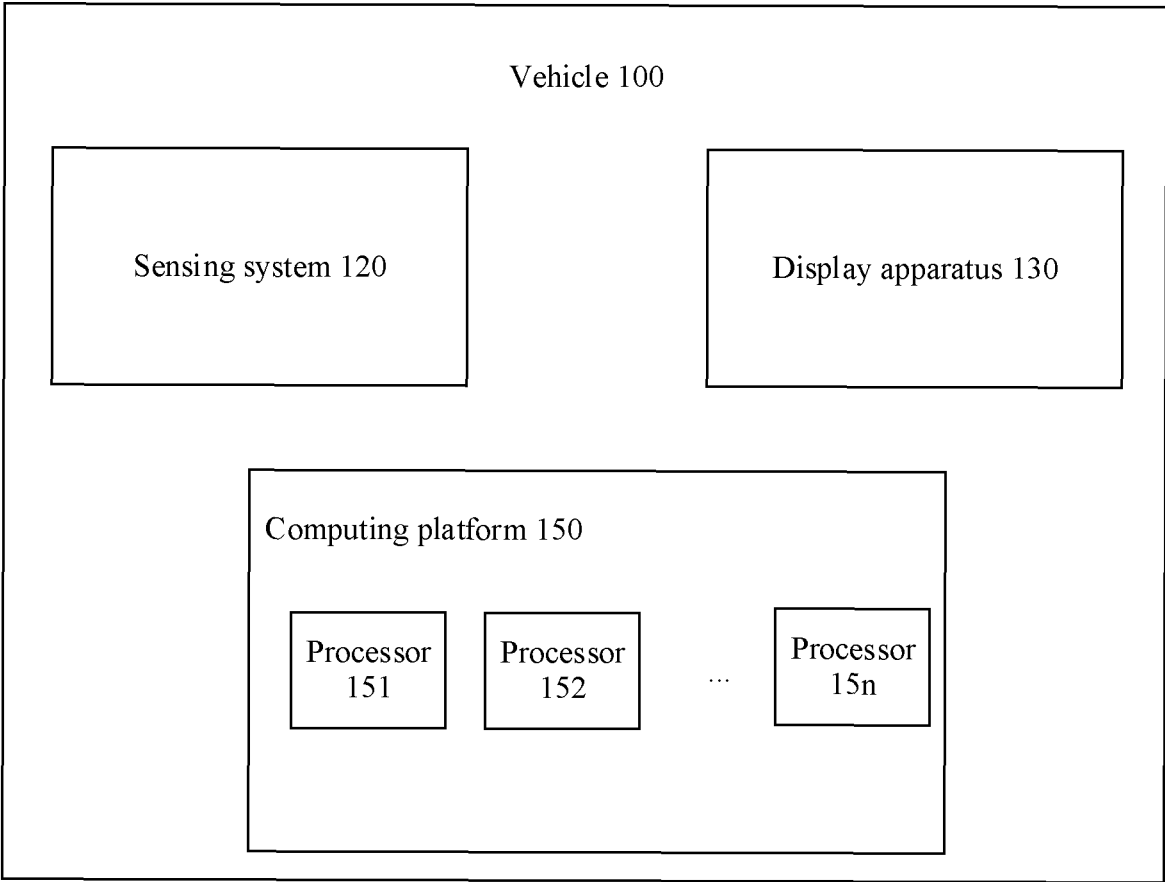 Vehicle 100
Sensing system 120
Display apparatus 130
Computing platform 150
Processor
151
Processor
152
...
Processor
15n